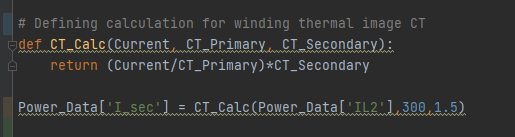 # Defining calculation for winding thermal image CT
def CT_Calc(Current, CT_Primary, CT_Secondary):
    return (Current/CT_Primary)*CT_Secondary
Power_Data['I_sec'] = CT_Calc(Power_Data['IL2'],300,1.5)